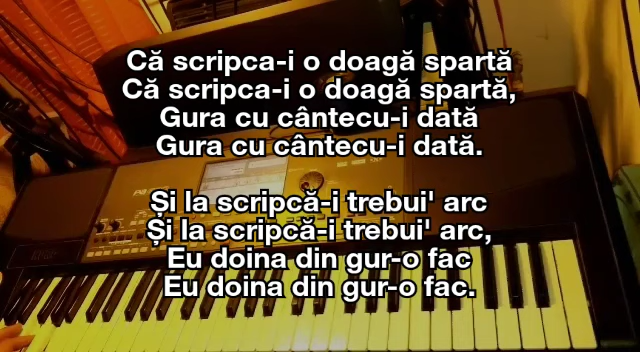 Că scripca-i o doagă spartă
Că scripca-i o doagă spartă,
Gura cu cântecu-i dată
Gura cu cântecu-i dată.
Și la scripcă-i trebui' arc
Și la scripcă-i trebui' arc,
Eu doina din gur-o fac
Eu doina din gur-o fac.